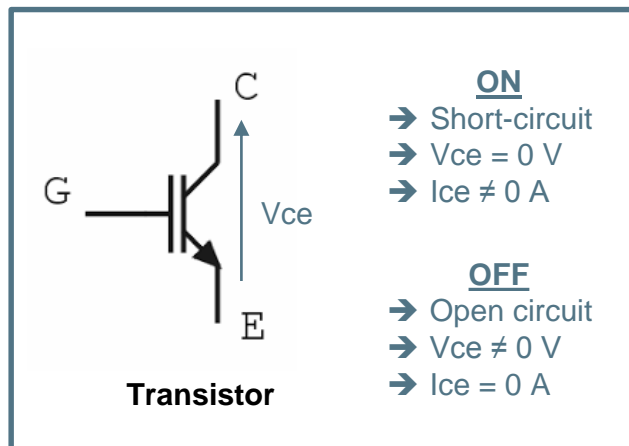 C
G
Vce
E
Transistor
ON
➔ Short-circuit
➔ Vce = 0 V
➔ Ice ≠ 0 A
OFF
➔ Open circuit
➔ Vce ≠ 0 V
➔ Ice = 0 A